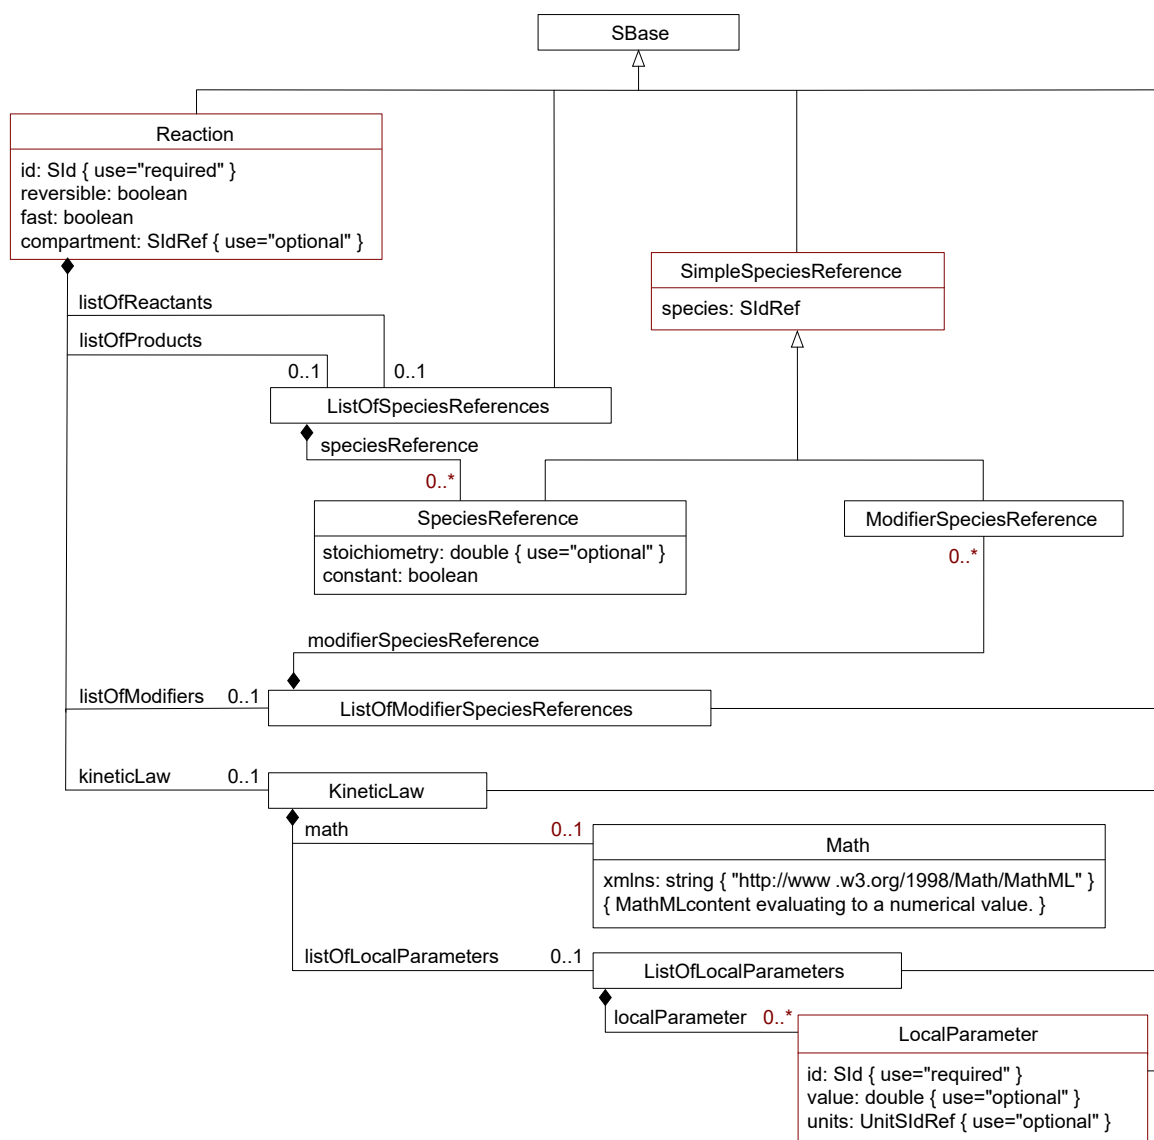 SBase
Reaction
id: SId { use="required" }
reversible: boolean
fast: boolean
compartment: SIdRef { use="optional" }
SimpleSpeciesReference
species: SIdRef
listOfReactants
listOfProducts
0..1
0..1
ListOfSpeciesReferences
speciesReference
0..*
SpeciesReference
stoichiometry: double { use="optional" }
constant: boolean
ModifierSpeciesReference
0..*
modifierSpeciesReference
listOfModifiers
0..1
ListOfModifierSpeciesReferences
kineticLaw
0..1
KineticLaw
math
0..1
Math
xmlns: string { "http://www .w3.org/1998/Math/MathML" }
{ MathMLcontent evaluating to a numerical value. }
listOfLocalParameters
0..1
ListOfLocalParameters
localParameter
0..*
LocalParameter
id: SId { use="required" }
value: double { use="optional" }
units: UnitSIdRef { use="optional" }